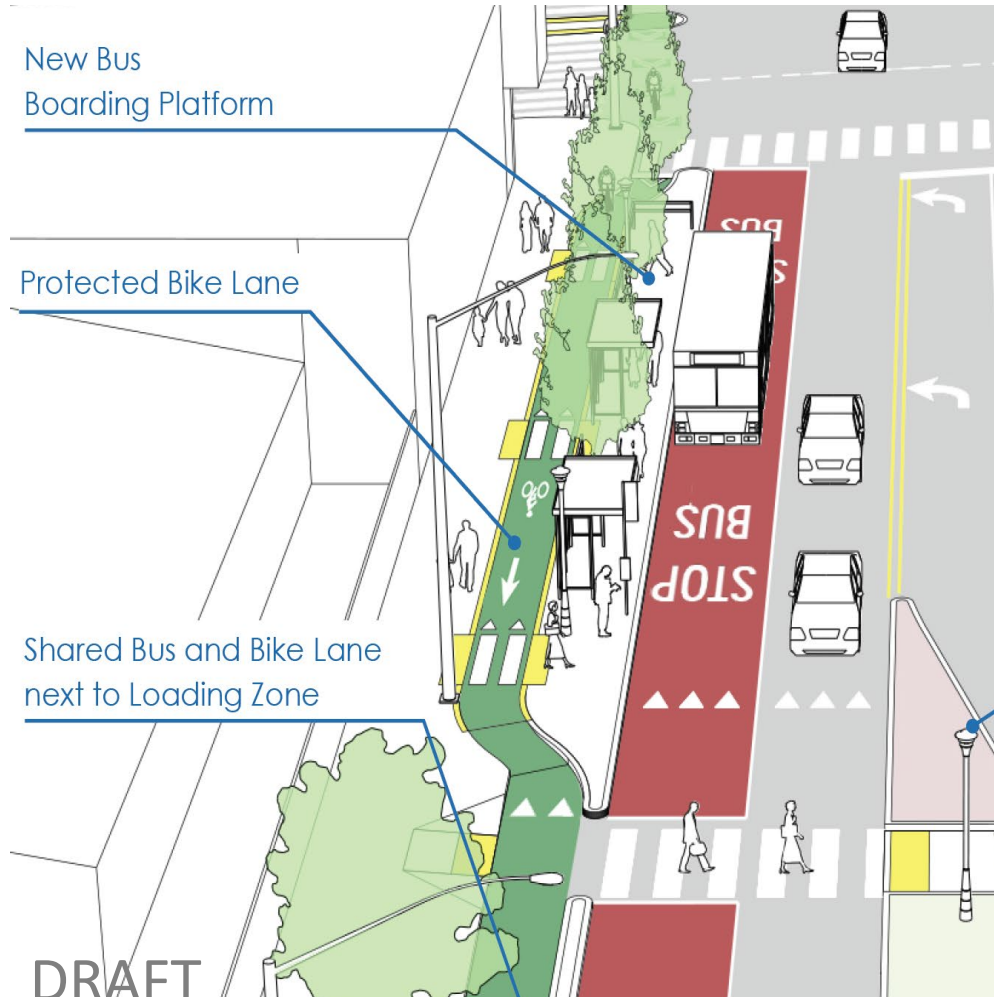 New Bus
Boarding Platform
BUS
S
Protected Bike Lane
BUS
STOP
Shared Bus and Bike Lane
next to Loading Zone
DRAFT